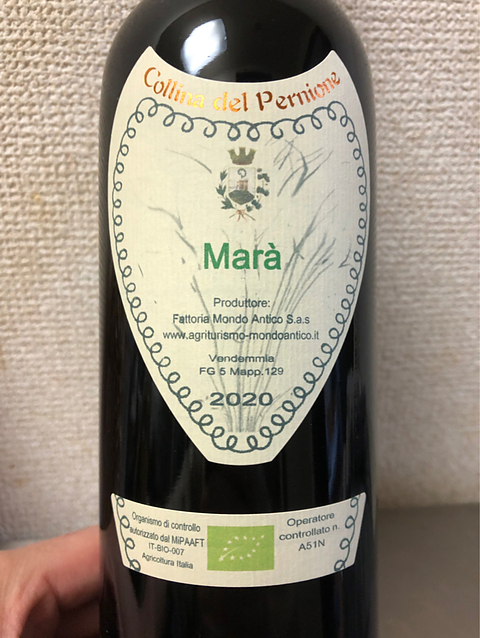 Collina del Pernione
Marà
Produttore:
Fattoria Mondo Antico S.a.s
www.agriturismo-mondoantico.it
Vendemmia
FG 5 Mapp.129
2020
Organismo di controllo
autorizzato dal MiPAAFT
IT-BIO-007
Agricoltura Italia
Operatore
controllato n.
A51N